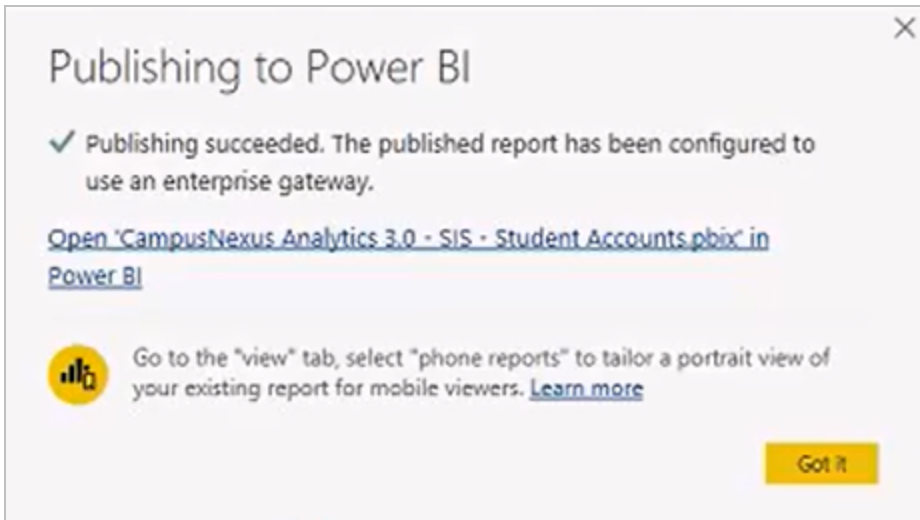 Publishing to Power BI
Publishing succeeded. The published report has been configured to
use an enterprise gateway.
Open 'CampusNexus Analytics 3.0 - SIS - Student Accounts.pbix' in
Power BI
Go to the "view" tab, select "phone reports" to tailor a portrait view of
your existing report for mobile viewers. Learn more
Got it